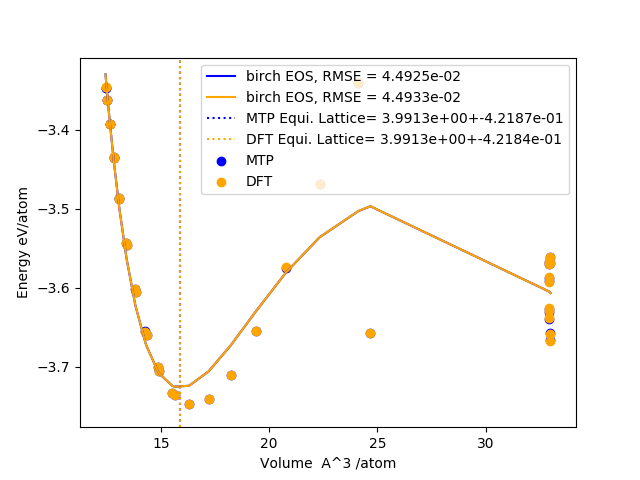 birch EOS, RMSE = 4.4925e-02
birch EOS, RMSE = 4.4933e-02
MTP Equi. Lattice= 3.9913e+00+-4.2187e-01
DFT Equi. Lattice= 3.9913e+00+-4.2184e-01
MTP
DFT
−3.4
−3.5
−3.6
−3.7
Energy eV/atom
15
20
25
30
Volume  A^3 /atom